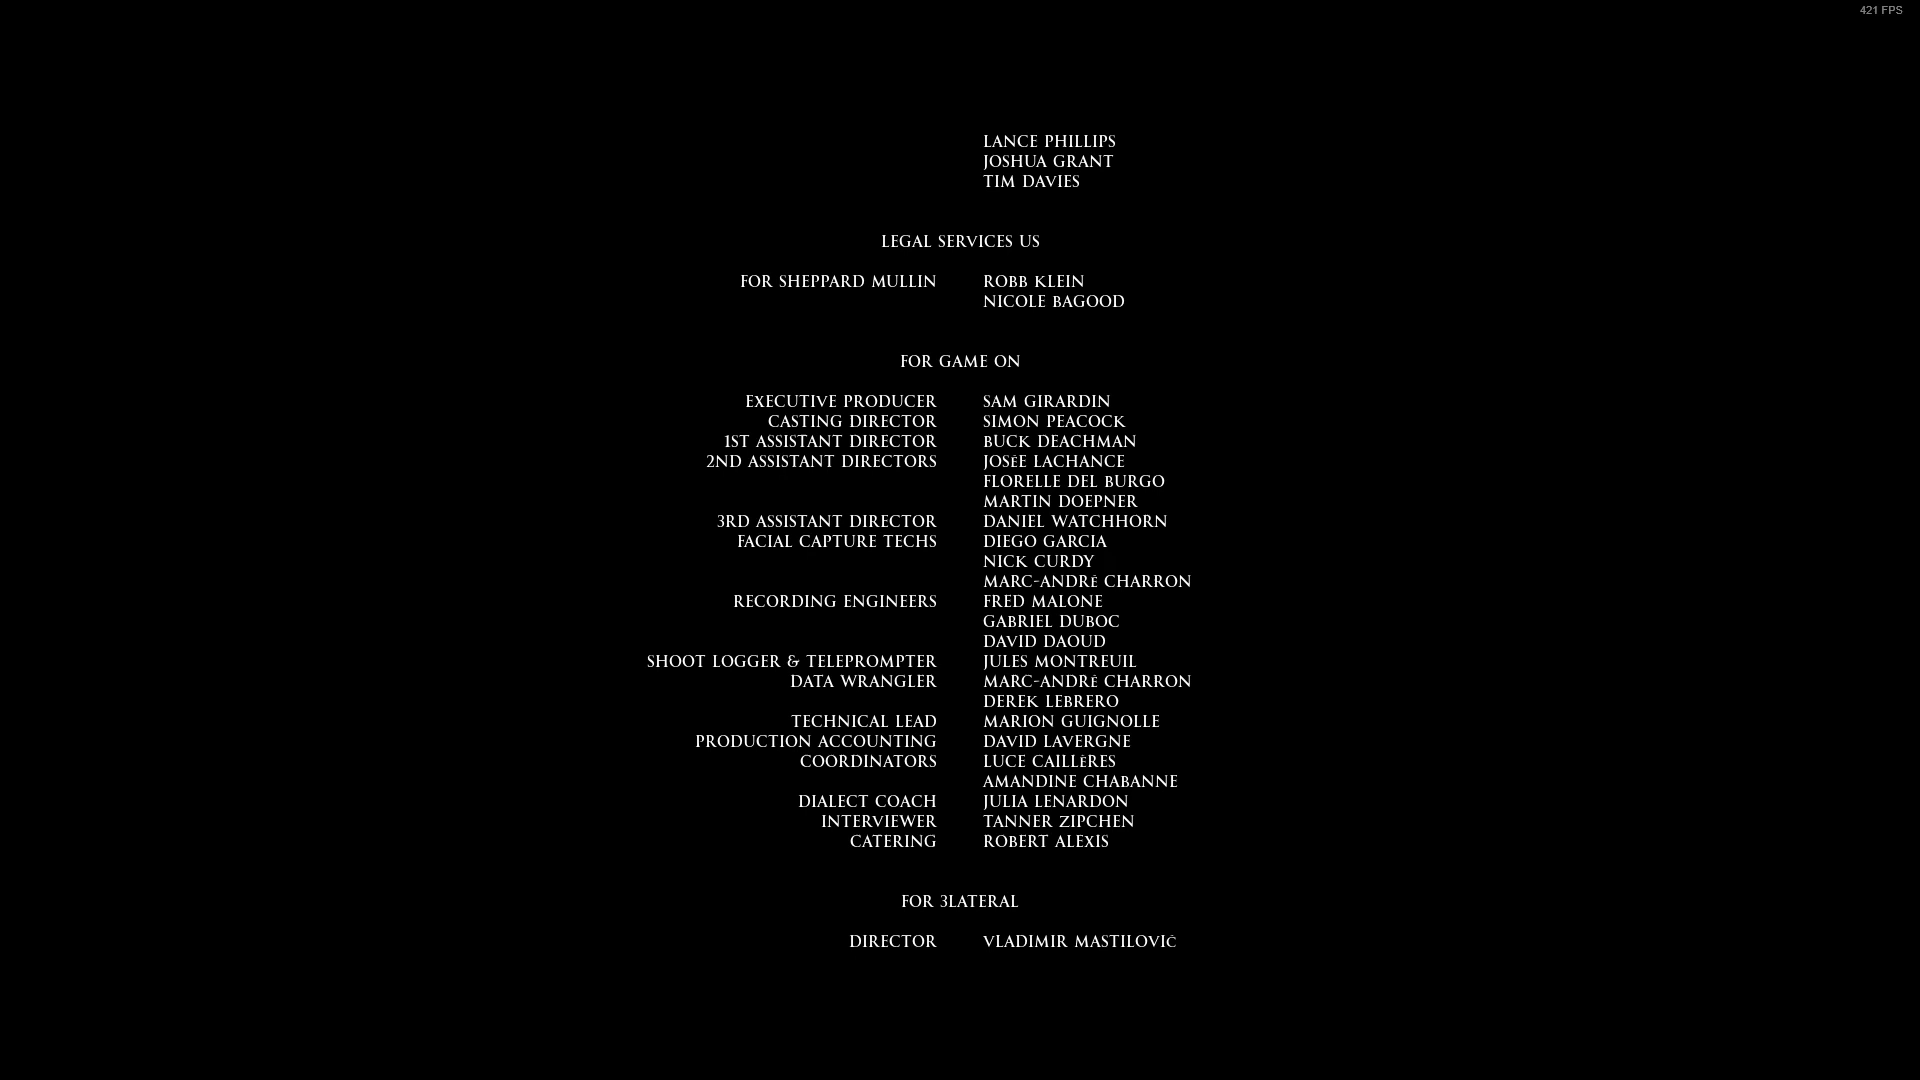 421 FPS
LANCE PHILLIPS
JOSHUA GRANT
TIM DAVIES
LEGAL SERVICES US
FOR SHEPPARD MULLIN ROBB KLEIN
NICOLE BAGOOD
FOR GAME ON
EXECUTIVE PRODUCER SAM GIRARDIN
CASTING DIRECTOR SIMON PEACOCK
1ST ASSISTANT DIRECTOR BUCK DEACHMAN
2ND ASSISTANT DIRECTORS JOSÉE LACHANCE
FLORELLE DEL BURGO
MARTIN DOEPNER
3RD ASSISTANT DIRECTOR DANIEL WATCHHORN
FACIAL CAPTURE TECHS DIEGO GARCIA
NICK CURDY
MARC-ANDRÉ CHARRON
RECORDING ENGINEERS FRED MALONE
GABRIEL DUBOC
DAVID DAOUD
SHOOT LOGGER & TELEPROMPTER JULES MONTREUIL
DATA WRANGLER MARC-ANDRÉ CHARRON
DEREK LEBRERO
TECHNICAL LEAD MARION GUIGNOLLE
PRODUCTION ACCOUNTING DAVID LAVERGNE
COORDINATORS LUCE CAILLÈRES
AMANDINE CHABANNE
DIALECT COACH JULIA LENARDON
INTERVIEWER TANNER ZIPCHEN
CATERING ROBERT ALEXIS
FOR 3LATERAL
DIRECTOR VLADIMIR MASTILOVIĆ